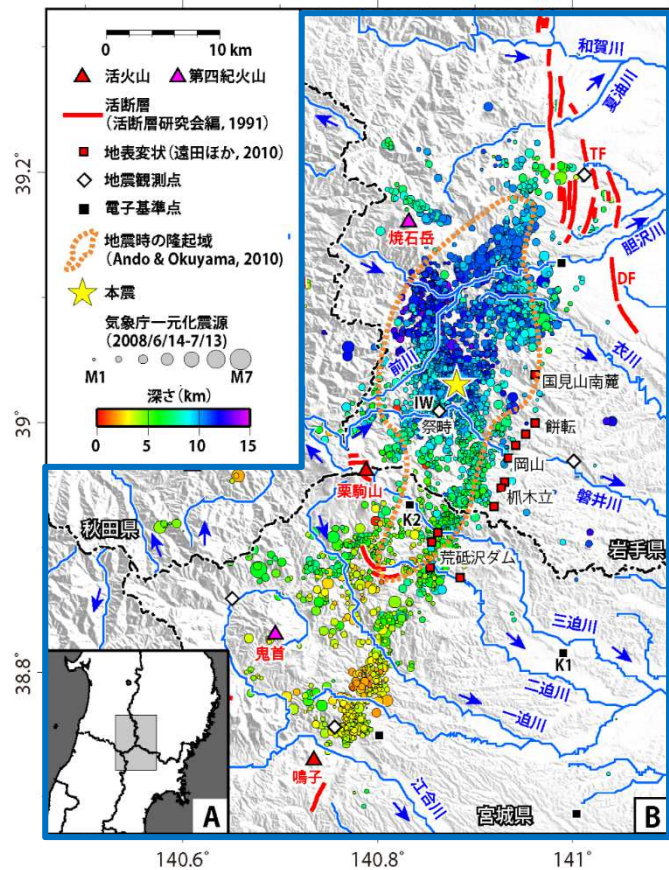 0 10 km
活火山 第四紀火山
活断層
(活断層研究会編, 1991)
地表変状(遠田ほか, 2010)
地震観測点
電子基準点
地震時の隆起域
(Ando & Okuyama, 2010)
本震
気象庁一元化震源
(2008/6/14-7/13)
M1 M7
深さ(km)
0 5 10 15
和賀川
夏油川
39.2
TF
焼石岳
胆沢川
DF
前川
衣川
国見山南麓
39
IW
祭畤
餅転
岡山
栗駒山
磐井川
K2
机木立
秋田県
岩手県
荒砥沢ダム
三迫川
鬼首
K1
38.8
二迫川
一迫川
鳴子
江合川
宮城県
A
B
140.6 140.8 141